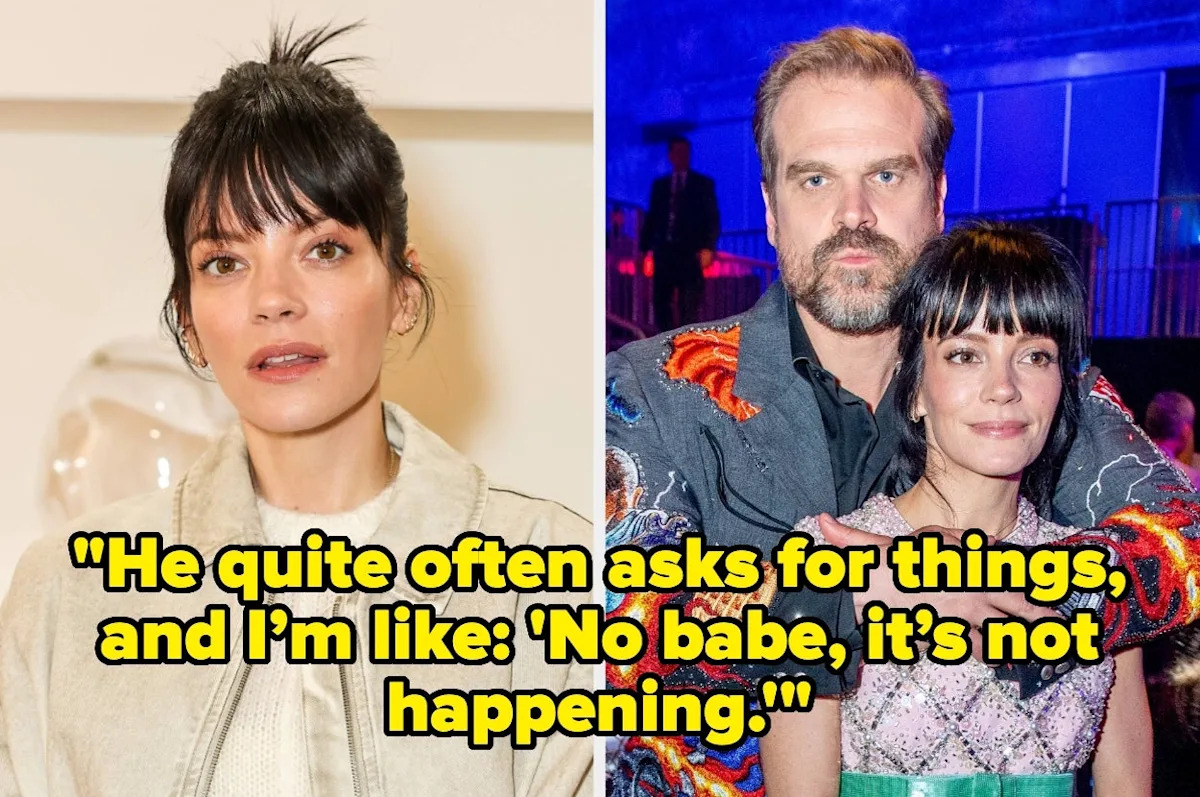 "He quite often asks for things,
and I’m like: 'No babe, it’s not
happening.'"